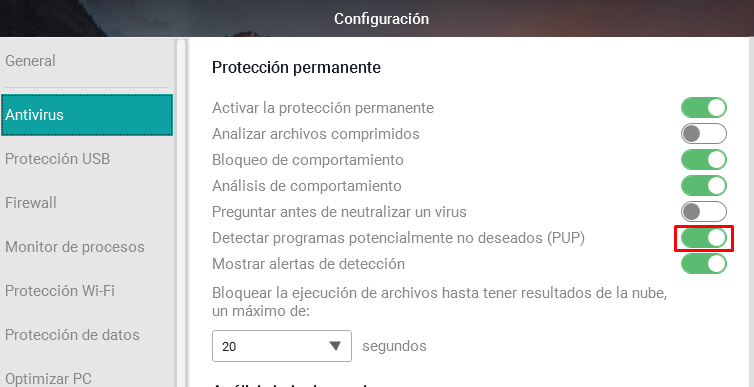 Configuración
General
Antivirus
Protección USB
Firewall
Monitor de procesos
Protección Wi-Fi
Protección de datos
Optimizar PC
Protección permanente
Activar la protección permanente
Analizar archivos comprimidos
Bloqueo de comportamiento
Análisis de comportamiento
Preguntar antes de neutralizar un virus
Detectar programas potencialmente no deseados (PUP)
Mostrar alertas de detección
Bloquear la ejecución de archivos hasta tener resultados de la nube,
un máximo de:
20 segundos